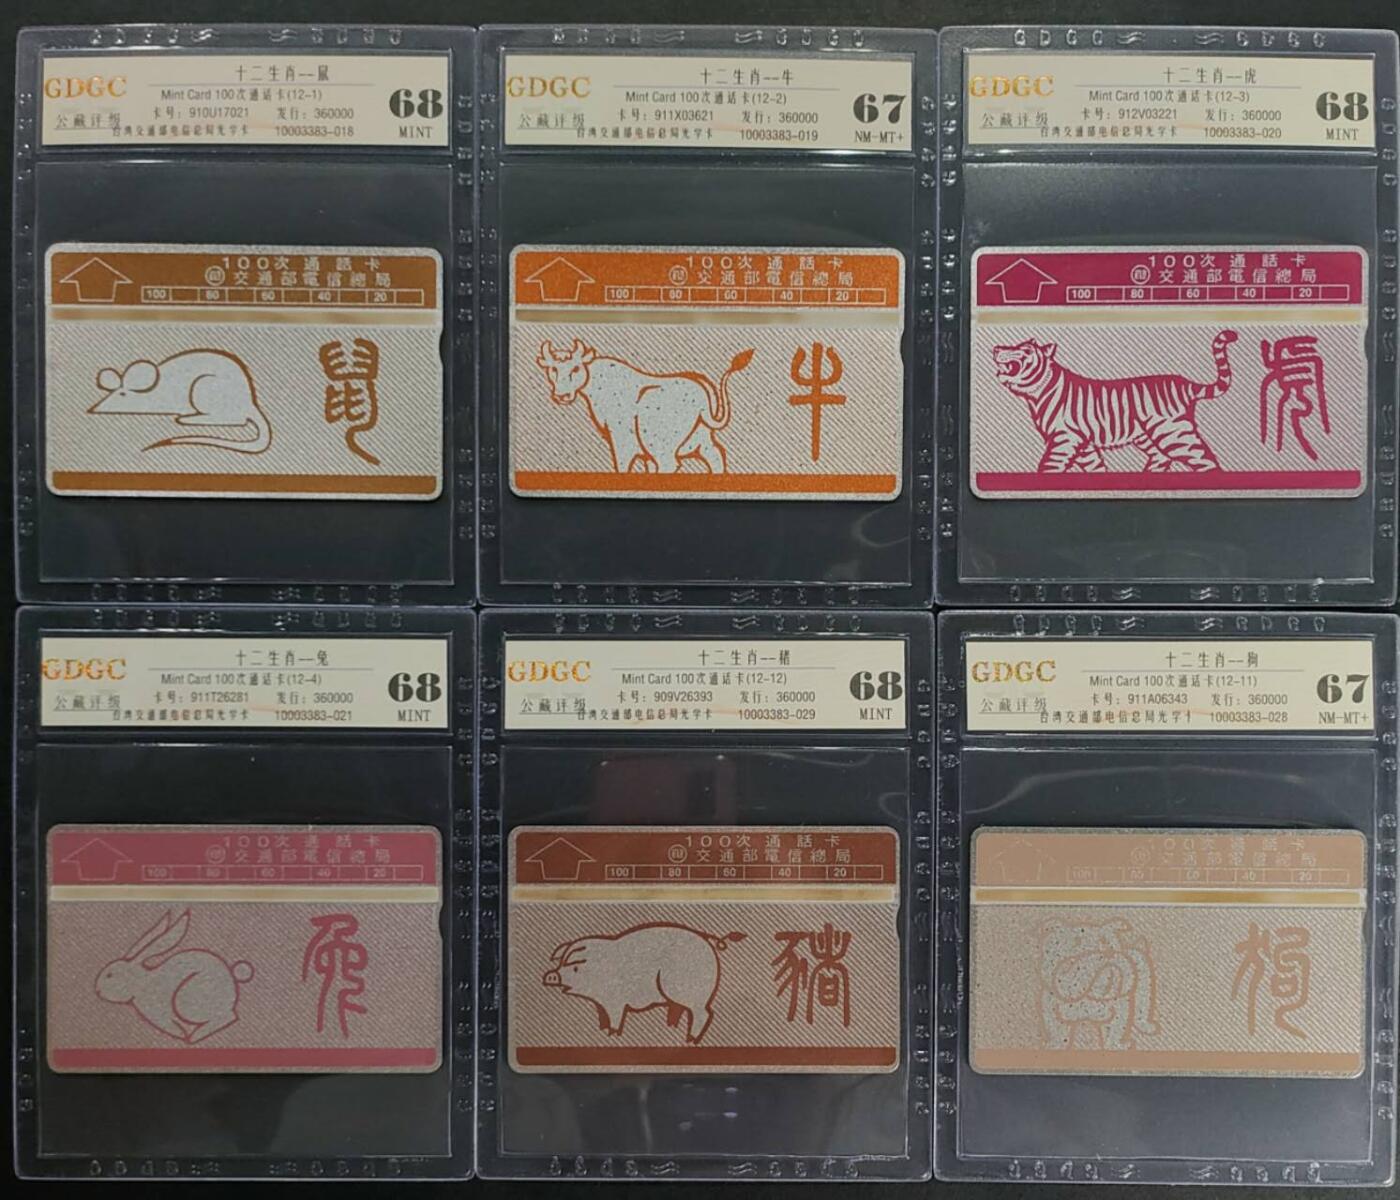 GDGC
公藏评级
十二生肖--鼠
Mint Card 100次通话卡(12-1)
卡号: 910U17021 发行: 360000
台湾交通部电信总局光学卡 10003383-018
68
MINT
100次通話卡
交通部電信總局
100 80 60 40 20
鼠
GDGC
公藏评级
十二生肖--牛
Mint Card 100次通话卡(12-2)
卡号: 911X03621 发行: 360000
台湾交通部电信总局光学卡 10003383-019
67
NM-MT+
100次通話卡
交通部電信總局
100 80 60 40 20
牛
GDGC
公藏评级
十二生肖--虎
Mint Card 100次通话卡(12-3)
卡号: 912V03221 发行: 360000
台湾交通部电信总局光学卡 10003383-020
68
MINT
100次通話卡
交通部電信總局
100 80 60 40 20
虎
GDGC
公藏评级
十二生肖--兔
Mint Card 100次通话卡(12-4)
卡号: 911T26281 发行: 360000
台湾交通部电信总局光学卡 10003383-021
68
MINT
100次通話卡
交通部電信總局
100 80 60 40 20
兔
GDGC
公藏评级
十二生肖--猪
Mint Card 100次通话卡(12-12)
卡号: 909V26393 发行: 360000
台湾交通部电信总局光学卡 10003383-029
68
MINT
100次通話卡
交通部電信總局
100 80 60 40 20
豬
GDGC
公藏评级
十二生肖--狗
Mint Card 100次通话卡(12-11)
卡号: 911A06343 发行: 360000
台湾交通部电信总局光学卡 10003383-028
67
NM-MT+
100次通話卡
交通部電信總局
100 80 60 40 20
狗